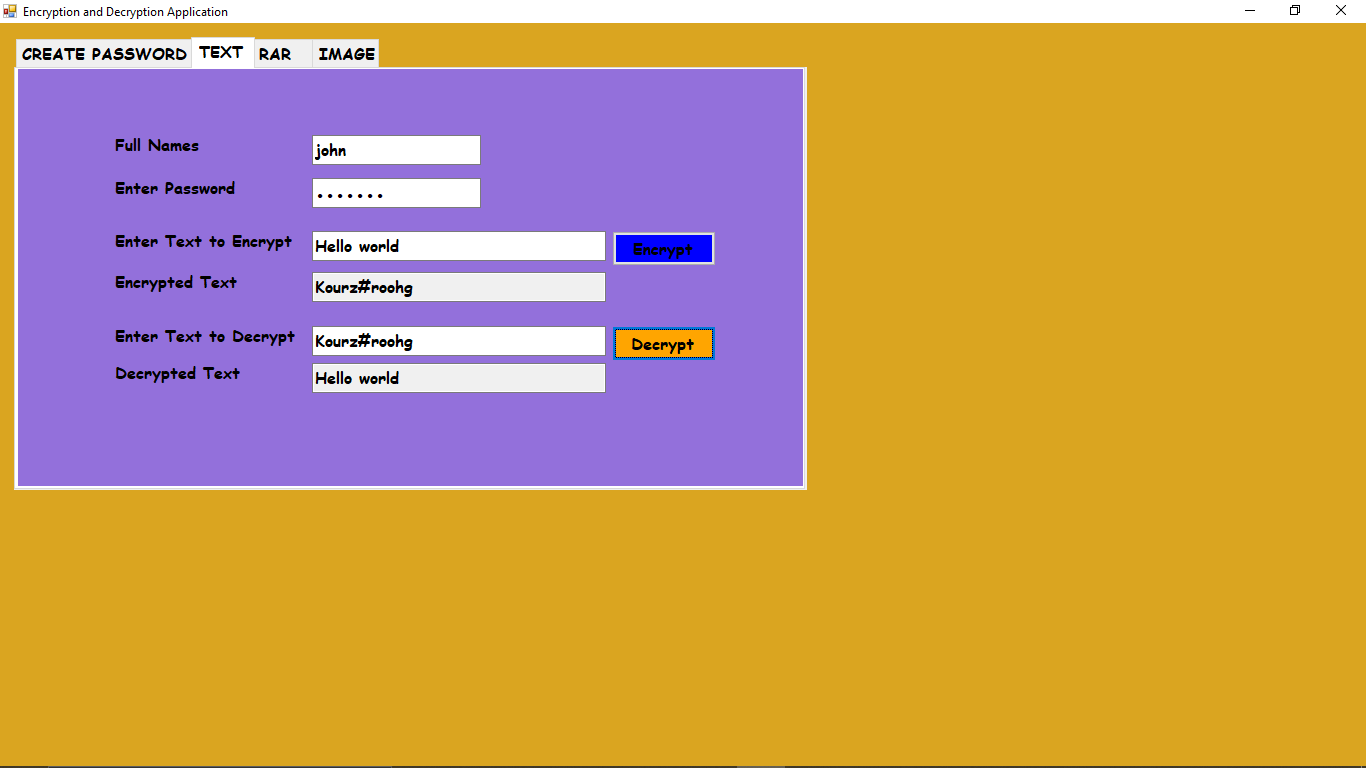 Encryption and Decryption Application
CREATE PASSWORD TEXT RAR IMAGE
Full Names john
Enter Password •••••••
Enter Text to Encrypt Hello world Encrypt
Encrypted Text Kourz#roohg
Enter Text to Decrypt Kourz#roohg Decrypt
Decrypted Text Hello world